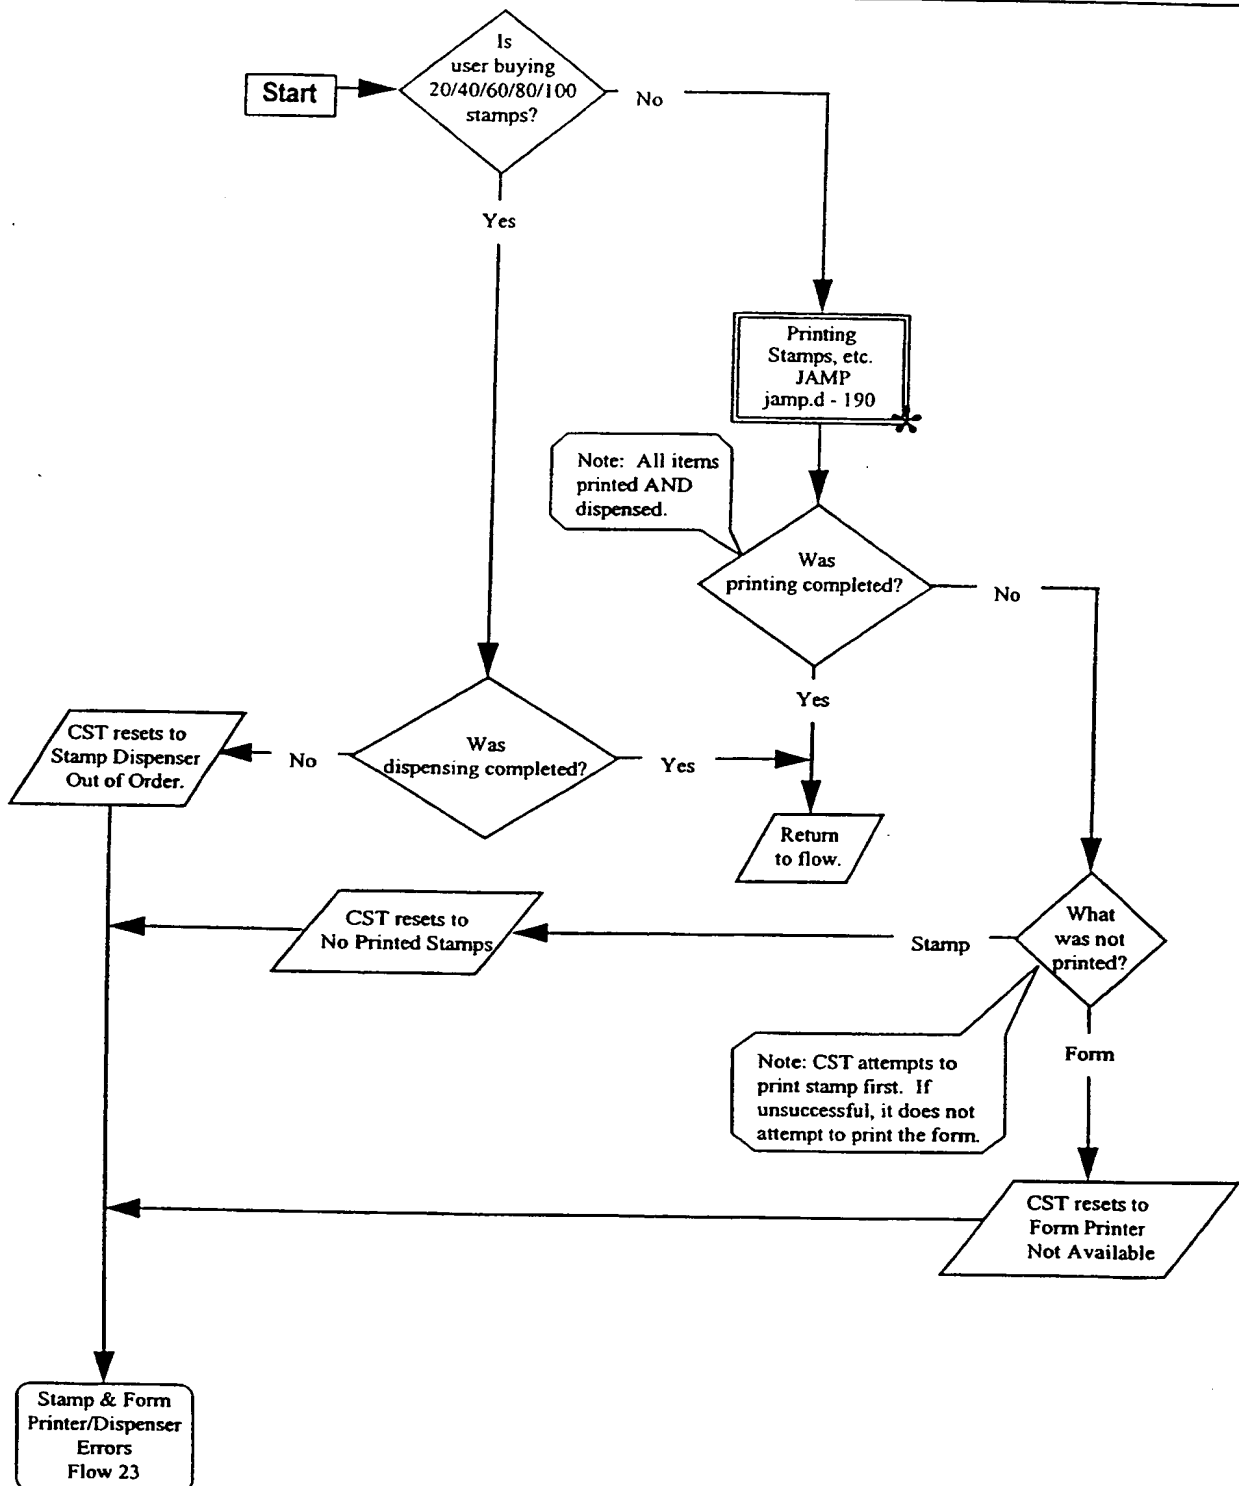 Is
user buying
20/40/60/80/100
stamps?
Start
No
Yes
Printing
Stamps, etc.
JAMP
jamp.d - 190
Note: All items
printed AND
dispensed.
Was
printing completed?
No
Yes
CST resets to
Stamp Dispenser
Out of Order.
No
Was
dispensing completed?
Yes
Return
to flow.
CST resets to
No Printed Stamps
Stamp
What
was not
printed?
Form
Note: CST attempts to
print stamp first. If
unsuccessful, it does not
attempt to print the form.
CST resets to
Form Printer
Not Available
Stamp & Form
Printer/Dispenser
Errors
Flow 23